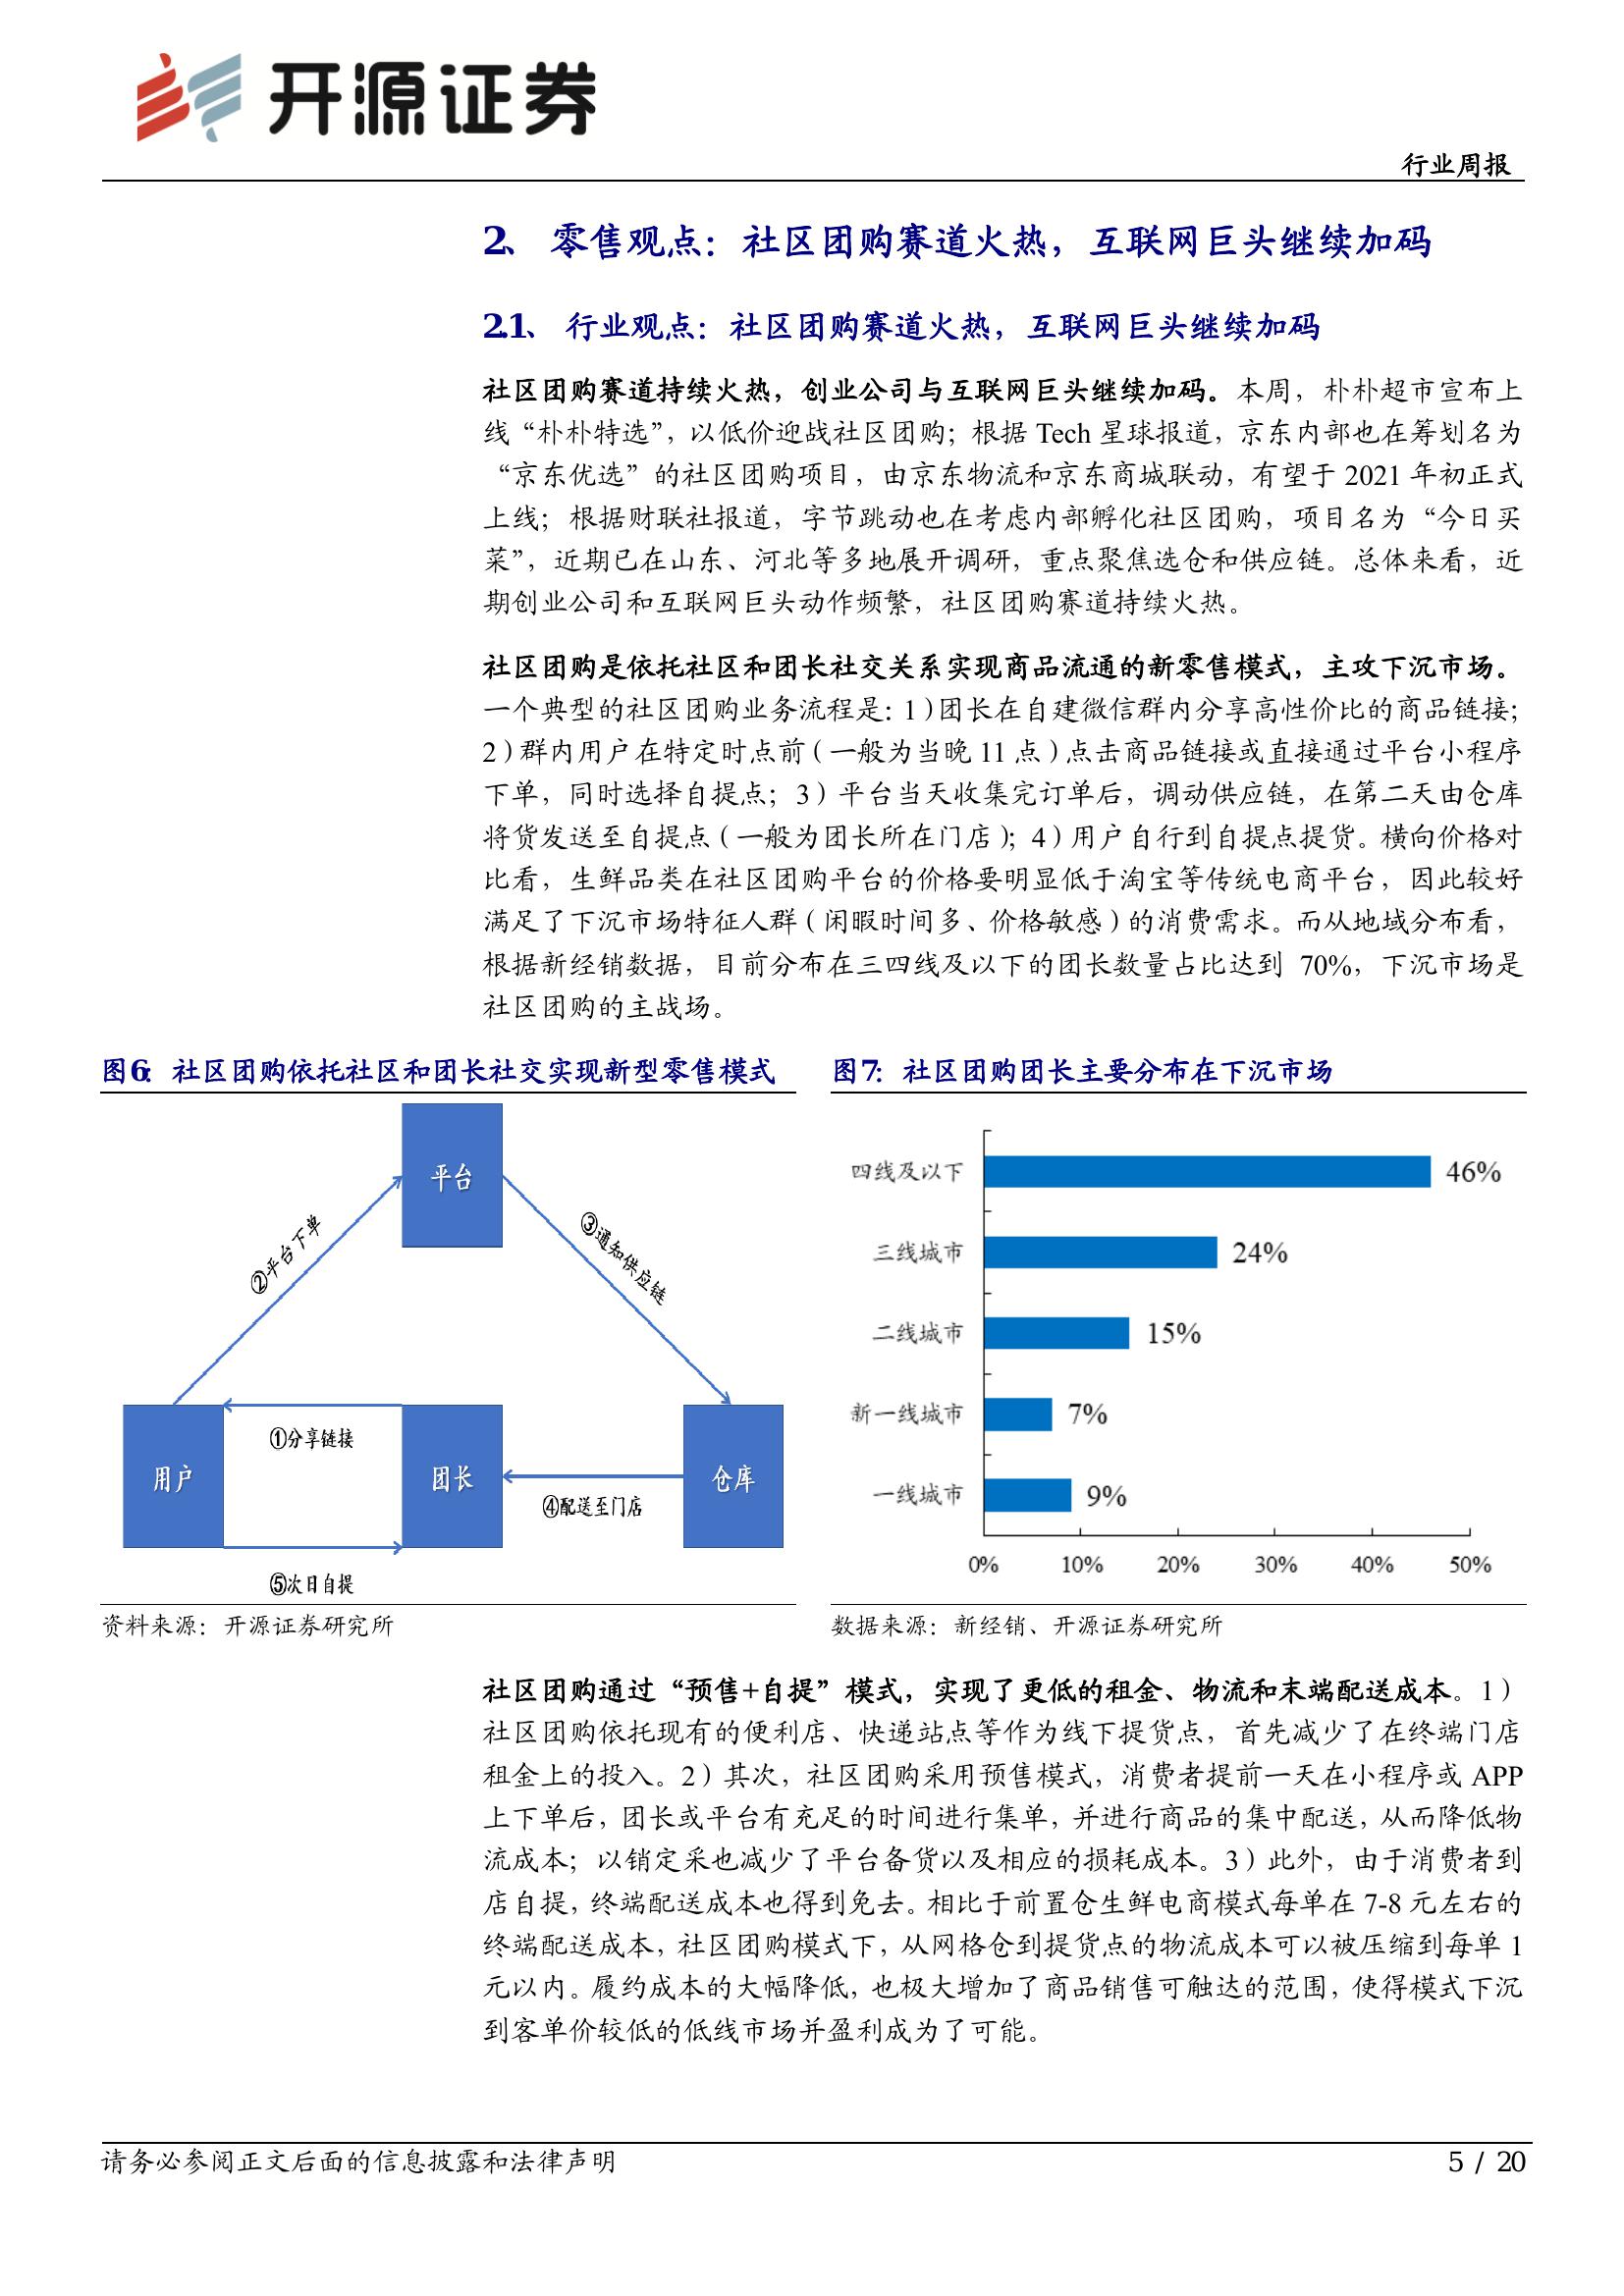 开源证券
行业周报
2、 零售观点：社区团购赛道火热，互联网巨头继续加码
2.1、 行业观点：社区团购赛道火热，互联网巨头继续加码
社区团购赛道持续火热，创业公司与互联网巨头继续加码。本周，朴朴超市宣布上
线“朴朴特选”，以低价迎战社区团购；根据 Tech 星球报道，京东内部也在筹划名为
“京东优选”的社区团购项目，由京东物流和京东商城联动，有望于 2021 年初正式
上线；根据财联社报道，字节跳动也在考虑内部孵化社区团购，项目名为“今日买
菜”，近期已在山东、河北等多地展开调研，重点聚焦选仓和供应链。总体来看，近
期创业公司和互联网巨头动作频繁，社区团购赛道持续火热。
社区团购是依托社区和团长社交关系实现商品流通的新零售模式，主攻下沉市场。
一个典型的社区团购业务流程是：1）团长在自建微信群内分享高性价比的商品链接；
2）群内用户在特定时点前（一般为当晚 11 点）点击商品链接或直接通过平台小程序
下单，同时选择自提点；3）平台当天收集完订单后，调动供应链，在第二天由仓库
将货发送至自提点（一般为团长所在门店）；4）用户自行到自提点提货。横向价格对
比看，生鲜品类在社区团购平台的价格要明显低于淘宝等传统电商平台，因此较好
满足了下沉市场特征人群（闲暇时间多、价格敏感）的消费需求。而从地域分布看，
根据新经销数据，目前分布在三四线及以下的团长数量占比达到 70%，下沉市场是
社区团购的主战场。
图6：社区团购依托社区和团长社交实现新型零售模式
平台
②平台下单
③通知供应链
用户
①分享链接
团长
④配送至门店
仓库
⑤次日自提
资料来源：开源证券研究所
图7：社区团购团长主要分布在下沉市场
四线及以下 46%
三线城市 24%
二线城市 15%
新一线城市 7%
一线城市 9%
0% 10% 20% 30% 40% 50%
数据来源：新经销、开源证券研究所
社区团购通过“预售+自提”模式，实现了更低的租金、物流和末端配送成本。1）
社区团购依托现有的便利店、快递站点等作为线下提货点，首先减少了在终端门店
租金上的投入。2）其次，社区团购采用预售模式，消费者提前一天在小程序或 APP
上下单后，团长或平台有充足的时间进行集单，并进行商品的集中配送，从而降低物
流成本；以销定采也减少了平台备货以及相应的损耗成本。3）此外，由于消费者到
店自提，终端配送成本也得到免去。相比于前置仓生鲜电商模式每单在 7-8 元左右的
终端配送成本，社区团购模式下，从网格仓到提货点的物流成本可以被压缩到每单 1
元以内。履约成本的大幅降低，也极大增加了商品销售可触达的范围，使得模式下沉
到客单价较低的低线市场并盈利成为了可能。
请务必参阅正文后面的信息披露和法律声明
5 / 20